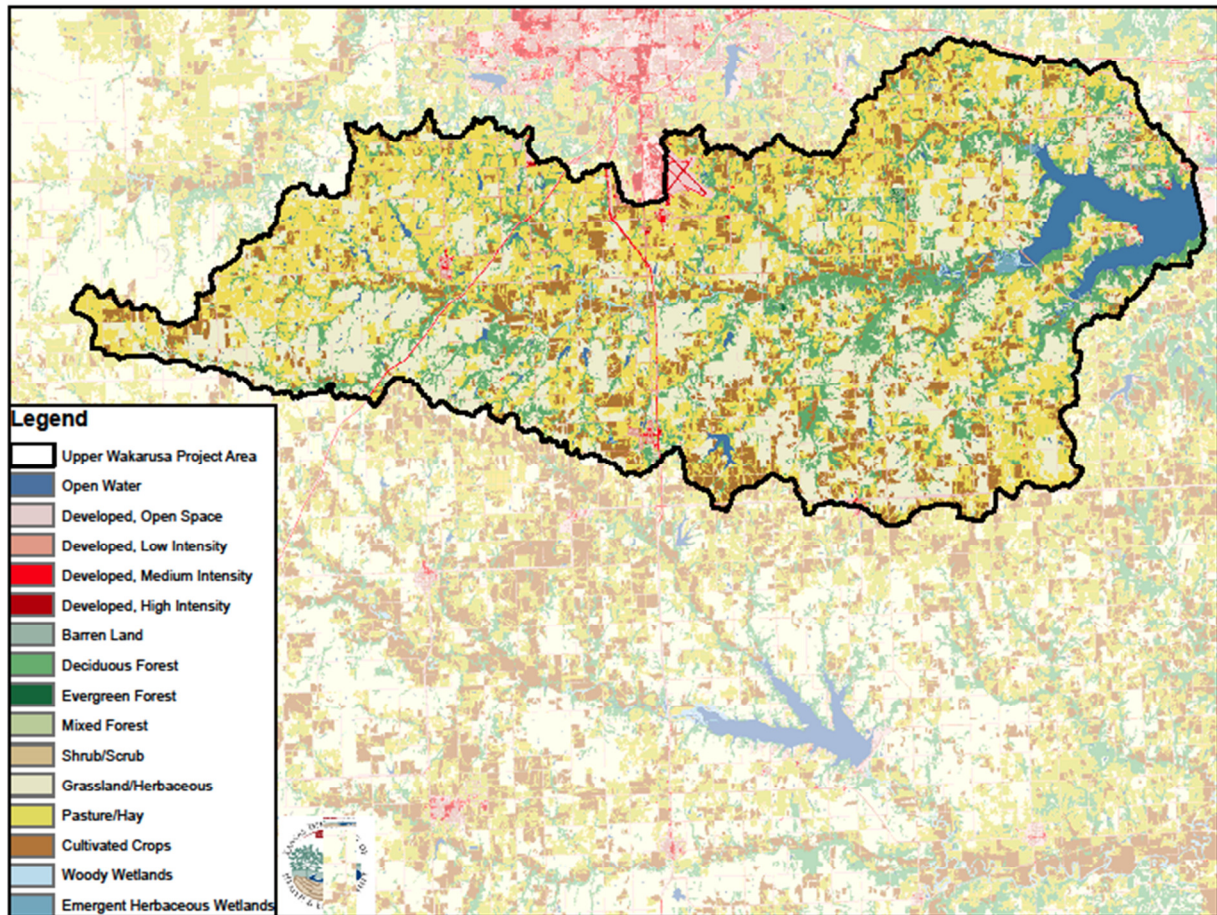 Legend
Upper Wakarusa Project Area
Open Water
Developed, Open Space
Developed, Low Intensity
Developed, Medium Intensity
Developed, High Intensity
Barren Land
Deciduous Forest
Evergreen Forest
Mixed Forest
Shrub/Scrub
Grassland/Herbaceous
Pasture/Hay
Cultivated Crops
Woody Wetlands
Emergent Herbaceous Wetlands